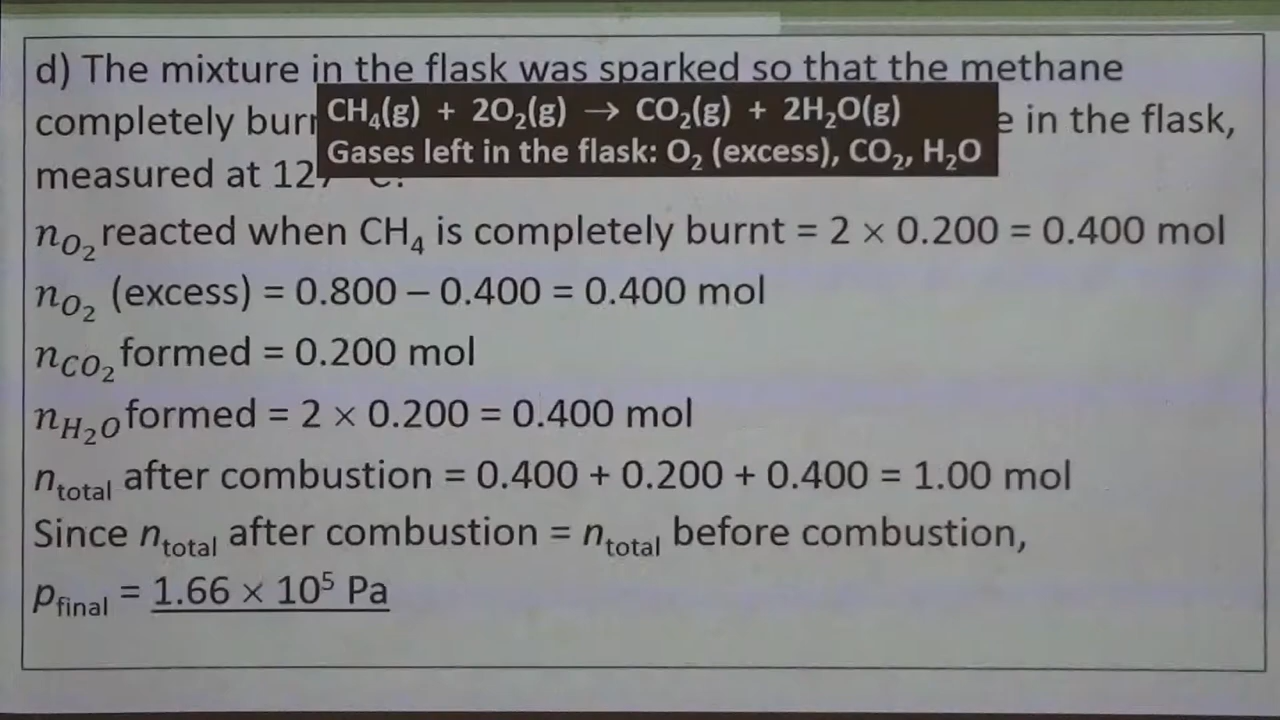 d) The mixture in the flask was sparked so that the methane
completely
CH₄(g) + 2O₂(g) → CO₂(g) + 2H₂O(g)
e in the flask,
Gases left in the flask: O₂ (excess), CO₂, H₂O
measured at
n_O₂ reacted when CH₄ is completely burnt = 2 × 0.200 = 0.400 mol
n_O₂ (excess) = 0.800 – 0.400 = 0.400 mol
n_CO₂ formed = 0.200 mol
n_H₂O formed = 2 × 0.200 = 0.400 mol
n_total after combustion = 0.400 + 0.200 + 0.400 = 1.00 mol
Since n_total after combustion = n_total before combustion,
p_final = 1.66 × 10⁵ Pa